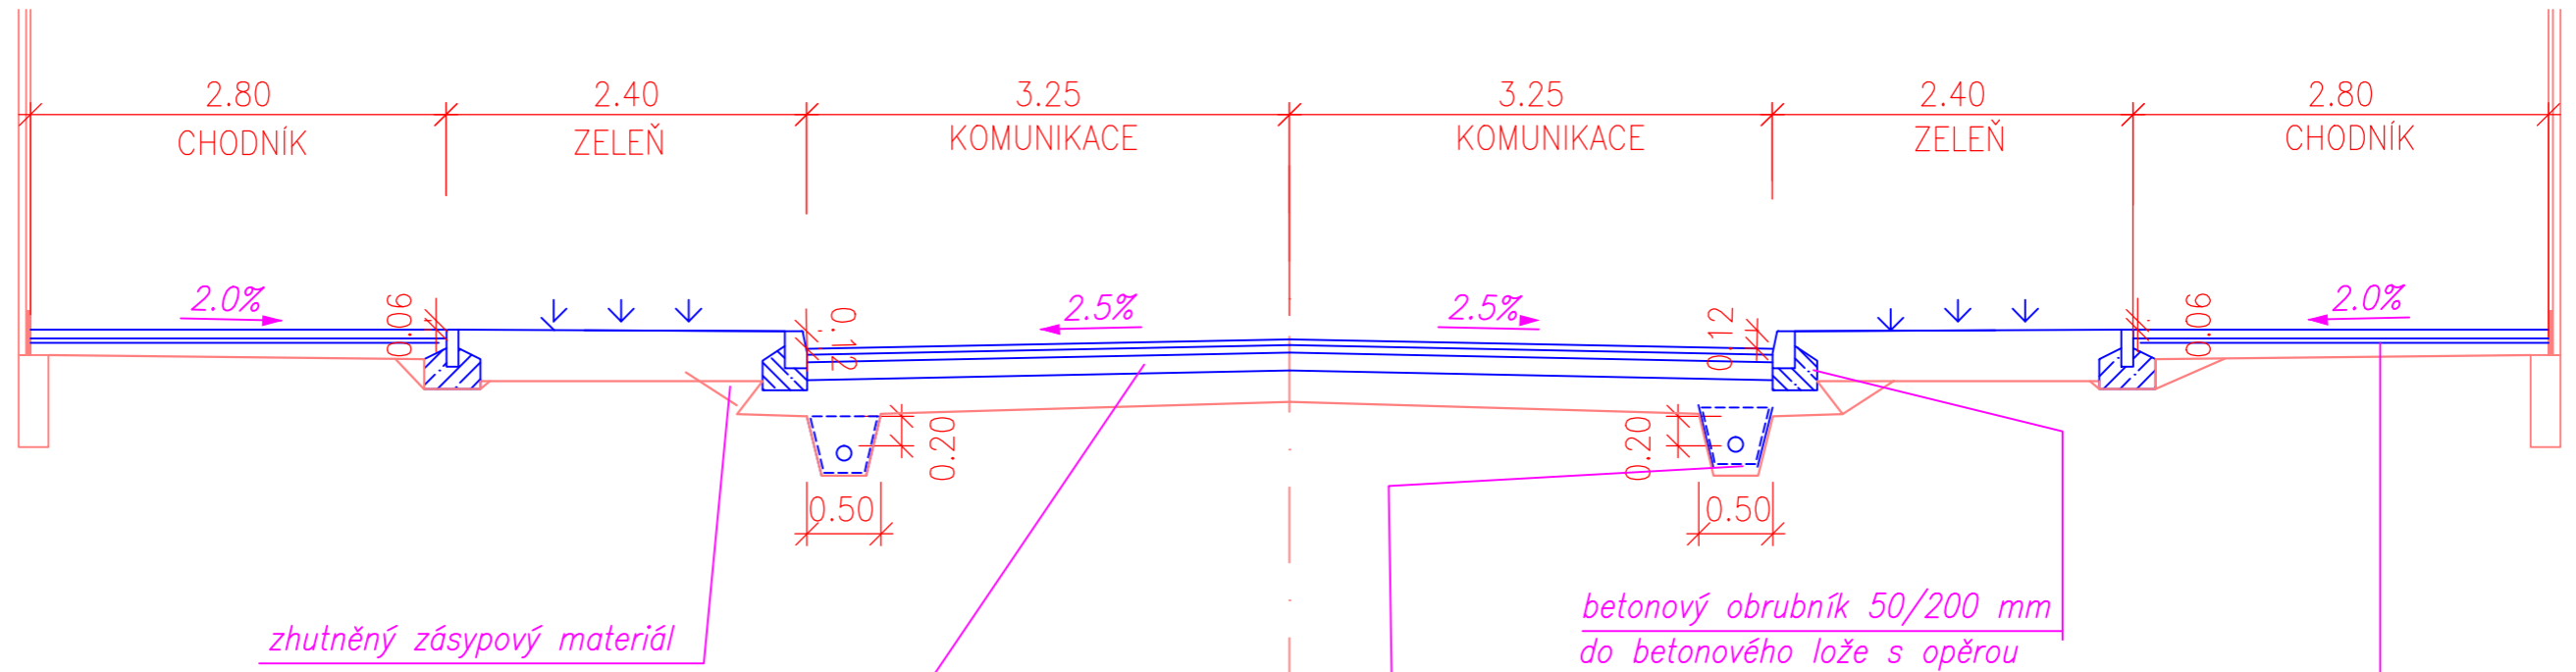 2.80 2.40 3.25 3.25 2.40 2.80
CHODNÍK ZELEŇ KOMUNIKACE KOMUNIKACE ZELEŇ CHODNÍK
2.0% 0.06 0.12 2.5% 2.5% 0.12 0.06 2.0%
0.20 0.20
0.50 0.50
betonový obrubník 50/200 mm
zhutněný zásypový materiál
do betonového lože s opěrou